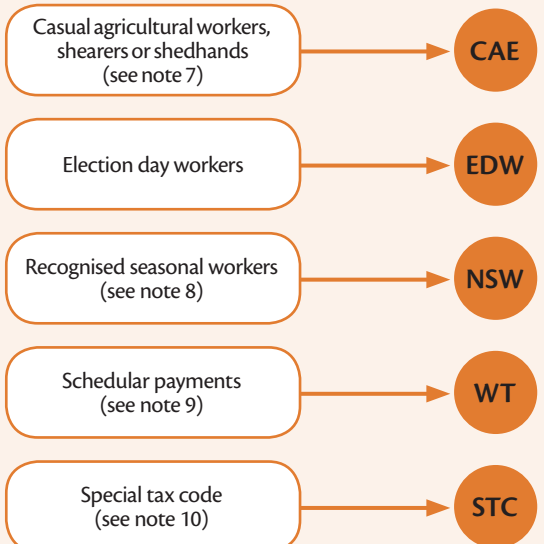 Casual agricultural workers,
shearers or shedhands
(see note 7)
CAE
Election day workers
EDW
Recognised seasonal workers
(see note 8)
NSW
Schedular payments
(see note 9)
WT
Special tax code
(see note 10)
STC